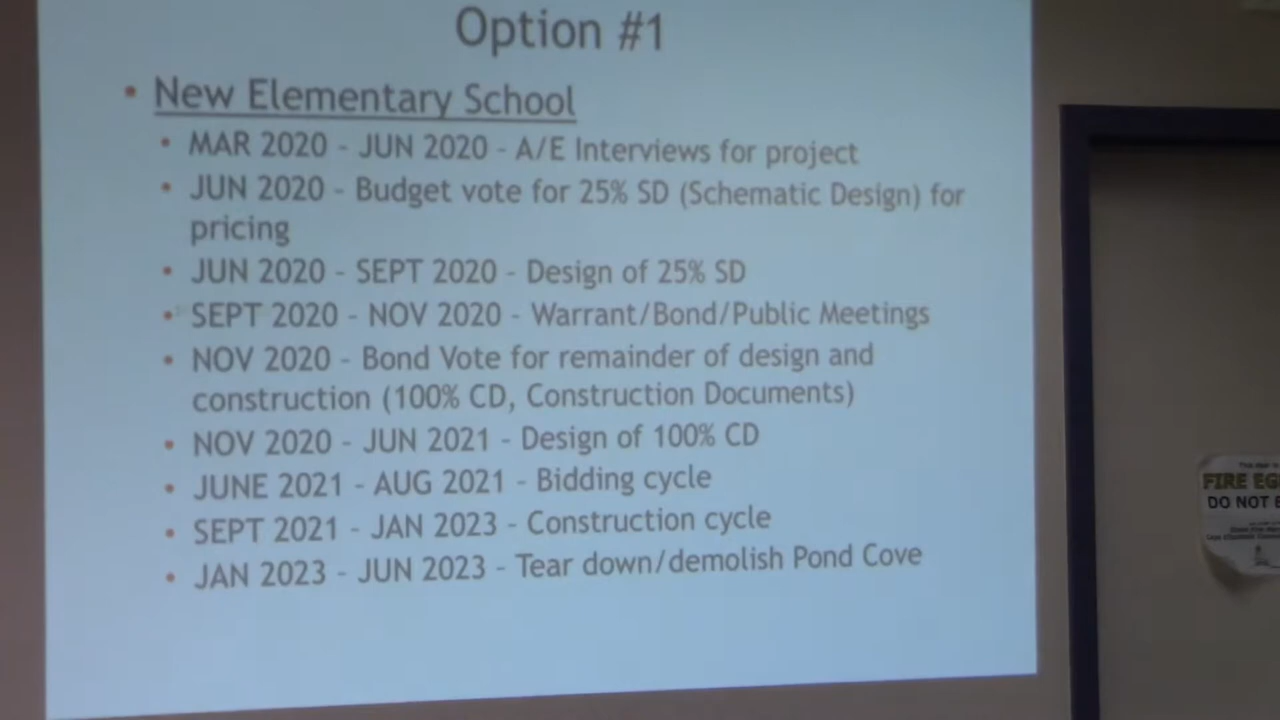 Option #1
• New Elementary School
• MAR 2020 - JUN 2020 - A/E Interviews for project
• JUN 2020 - Budget vote for 25% SD (Schematic Design) for
pricing
• JUN 2020 - SEPT 2020 - Design of 25% SD
• SEPT 2020 - NOV 2020 - Warrant/Bond/Public Meetings
• NOV 2020 - Bond Vote for remainder of design and
construction (100% CD, Construction Documents)
• NOV 2020 - JUN 2021 - Design of 100% CD
• JUNE 2021 - AUG 2021 - Bidding cycle
• SEPT 2021 - JAN 2023 - Construction cycle
• JAN 2023 - JUN 2023 - Tear down/demolish Pond Cove
FIRE
DO NOT